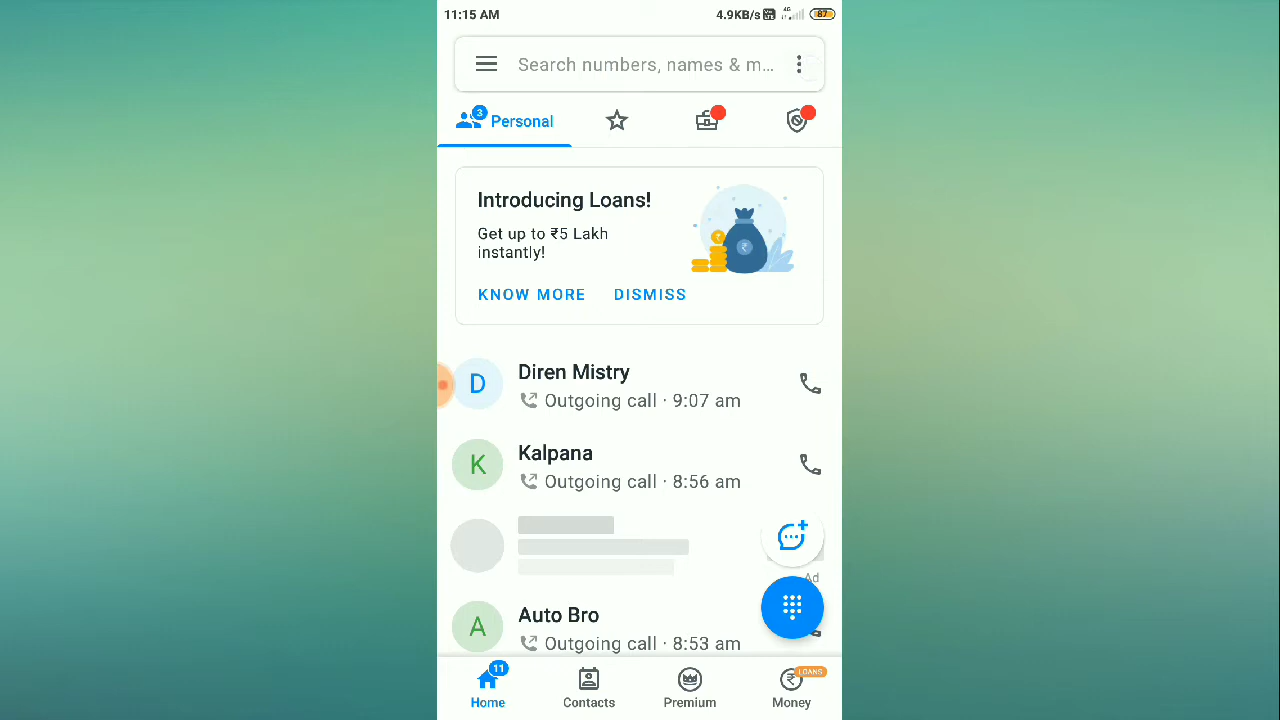 11:15 AM
4.9KB/s
4G
87
Search numbers, names & m...
3
Personal
Introducing Loans!
Get up to ₹5 Lakh
instantly!
KNOW MORE
DISMISS
D
Diren Mistry
Outgoing call · 9:07 am
K
Kalpana
Outgoing call · 8:56 am
Ad
A
Auto Bro
Outgoing call · 8:53 am
11
LOANS
Home
Contacts
Premium
Money